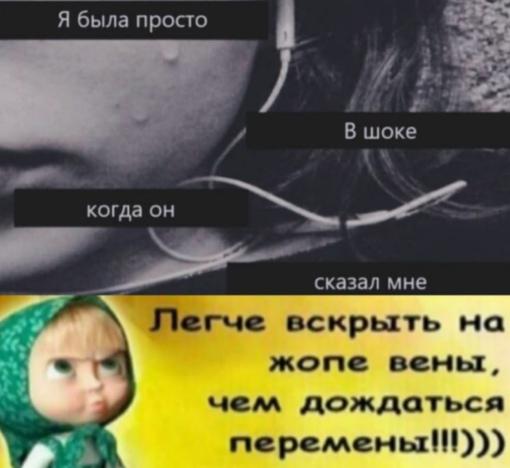 Я была просто
В шоке
когда он
сказал мне
Легче вскрыть на
жопе вены,
чем дождаться
перемены!!!)))